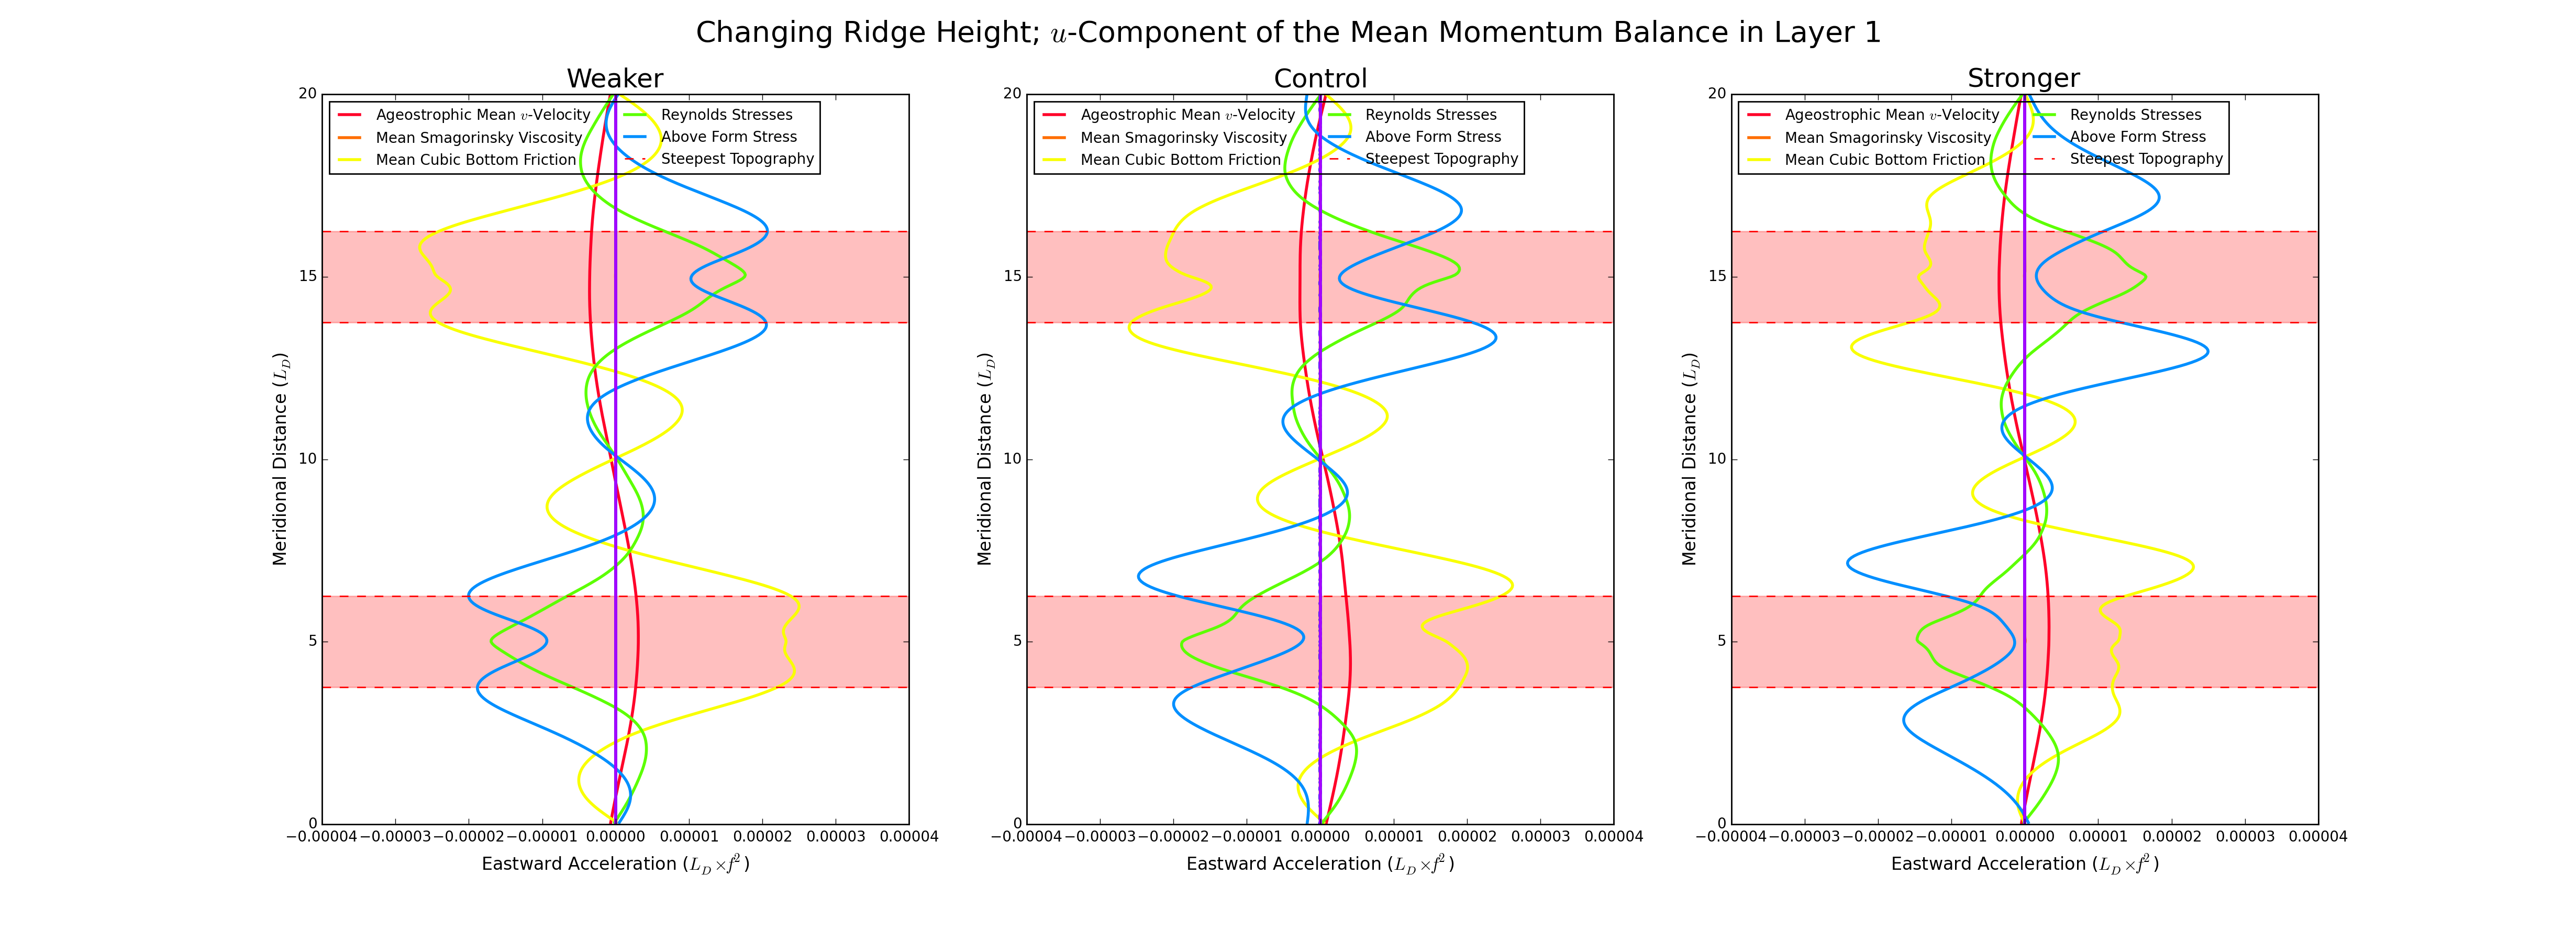 Changing Ridge Height; u-Component of the Mean Momentum Balance in Layer 1
Weaker
Ageostrophic Mean v-Velocity
Mean Smagorinsky Viscosity
Mean Cubic Bottom Friction
Reynolds Stresses
Above Form Stress
Steepest Topography
20
15
10
5
0
Meridional Distance (L_D)
−0.00004 −0.00003 −0.00002 −0.00001 0.00000 0.00001 0.00002 0.00003 0.00004
Eastward Acceleration (L_D×f²)
Control
Ageostrophic Mean v-Velocity
Mean Smagorinsky Viscosity
Mean Cubic Bottom Friction
Reynolds Stresses
Above Form Stress
Steepest Topography
20
15
10
5
0
Meridional Distance (L_D)
−0.00004 −0.00003 −0.00002 −0.00001 0.00000 0.00001 0.00002 0.00003 0.00004
Eastward Acceleration (L_D×f²)
Stronger
Ageostrophic Mean v-Velocity
Mean Smagorinsky Viscosity
Mean Cubic Bottom Friction
Reynolds Stresses
Above Form Stress
Steepest Topography
20
15
10
5
0
Meridional Distance (L_D)
−0.00004 −0.00003 −0.00002 −0.00001 0.00000 0.00001 0.00002 0.00003 0.00004
Eastward Acceleration (L_D×f²)